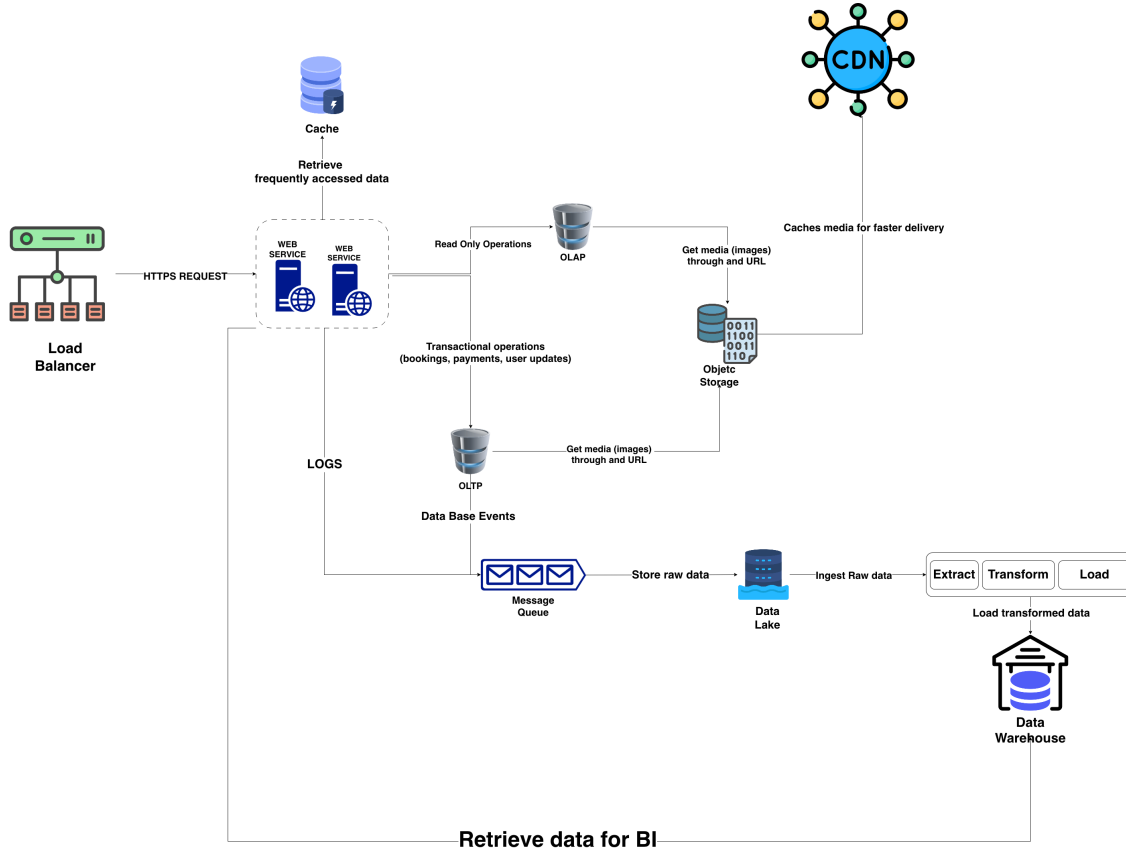 CDN
Cache
Retrieve
frequently accessed data
WEB
SERVICE
WEB
SERVICE
Read Only Operations
OLAP
Get media (images)
through and URL
Caches media for faster delivery
HTTPS REQUEST
Load
Balancer
0011
1100
0011
110
Objetc
Storage
Transactional operations
(bookings, payments, user updates)
Get media (images)
through and URL
LOGS
OLTP
Data Base Events
Message
Queue
Store raw data
Data
Lake
Ingest Raw data
Extract
Transform
Load
Load transformed data
Data
Warehouse
Retrieve data for BI